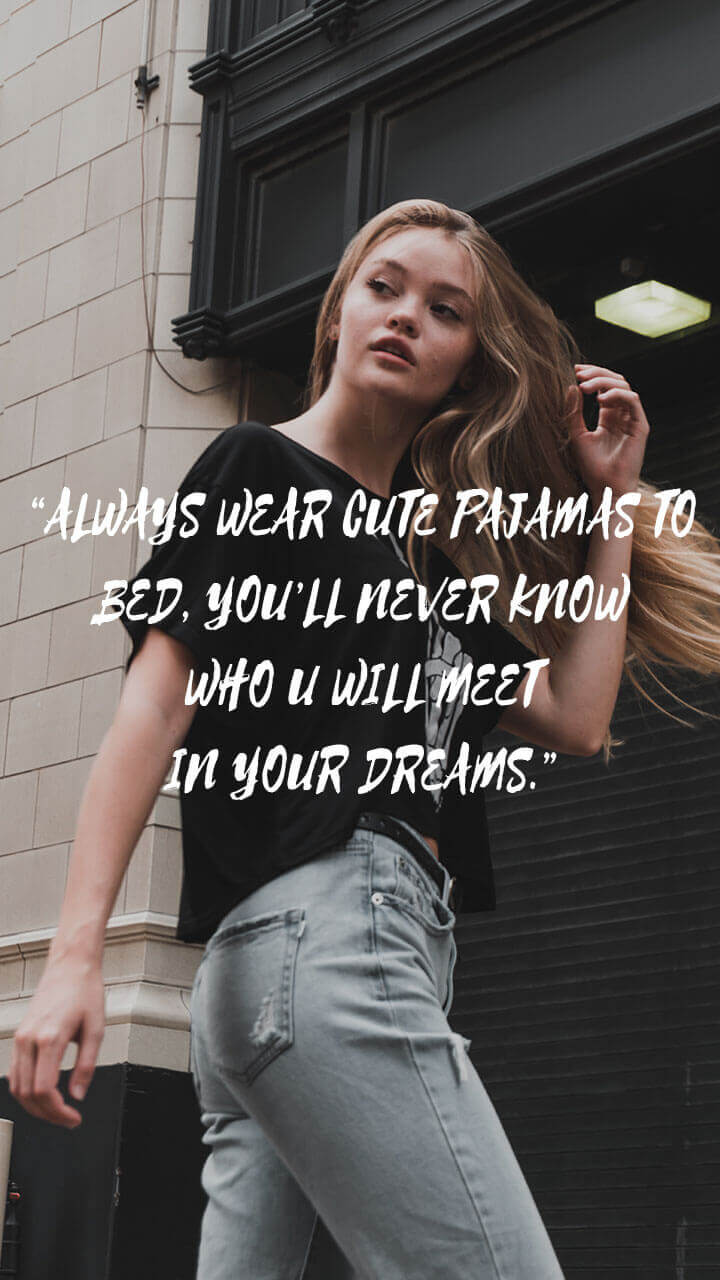 “ALWAYS WEAR CUTE PAJAMAS TO
BED, YOU’LL NEVER KNOW
WHO U WILL MEET
IN YOUR DREAMS.”